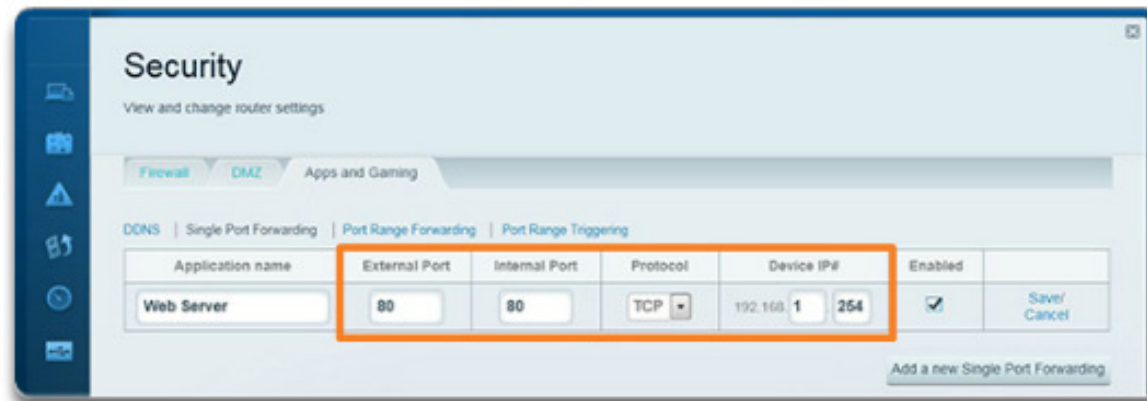 Security
View and change router settings
Firewall DMZ Apps and Gaming
DDNS | Single Port Forwarding | Port Range Forwarding | Port Range Triggering
Application name External Port Internal Port Protocol Device IP# Enabled
Web Server 80 80 TCP 192.168. 1 . 254 Save/
Cancel
Add a new Single Port Forwarding